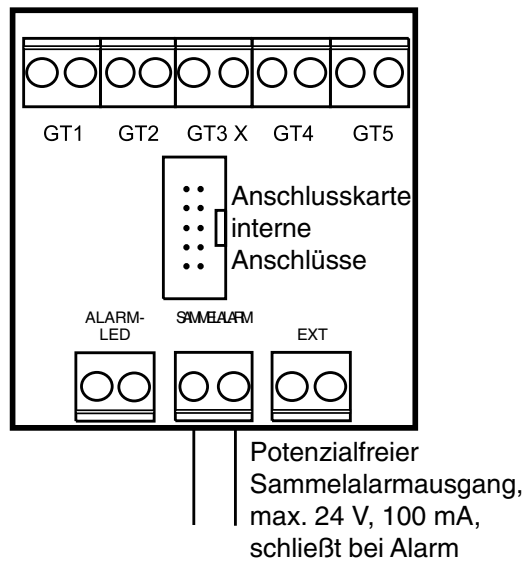 GT1 GT2 GT3 X GT4 GT5
Anschlusskarte
interne
Anschlüsse
ALARM-
LED
SAMMELALARM
EXT
Potenzialfreier
Sammelalarmausgang,
max. 24 V, 100 mA,
schließt bei Alarm